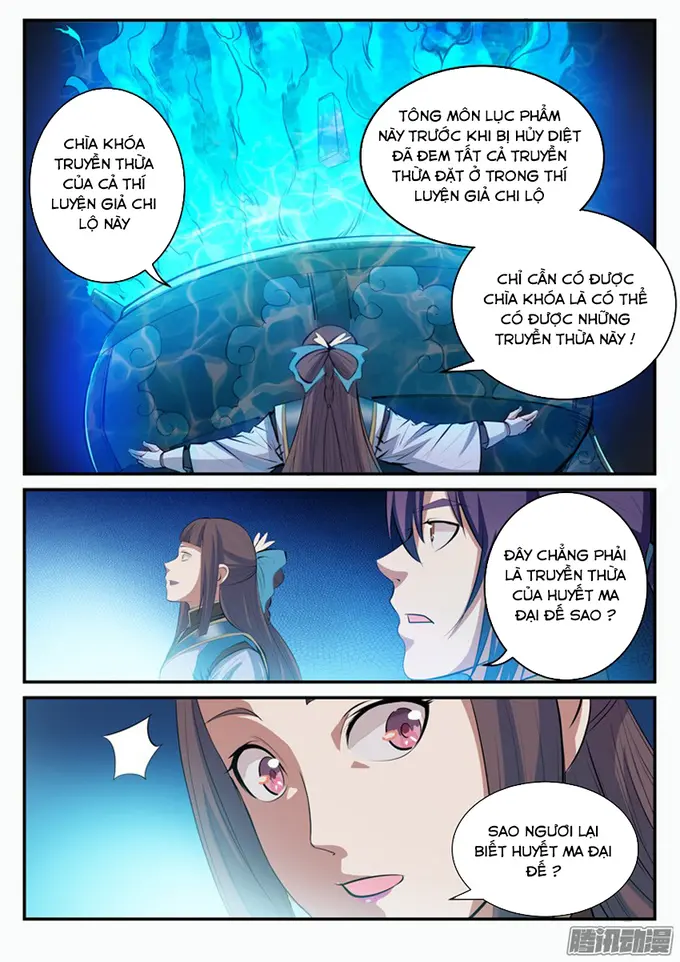 CHÌA KHÓA
TRUYỀN THỪA
CỦA CẢ THÍ
LUYỆN GIẢ CHI
LỘ NÀY
TÔNG MÔN LỤC PHẨM
NÀY TRƯỚC KHI BỊ HỦY DIỆT
ĐÃ ĐEM TẤT CẢ TRUYỀN
THỪA ĐẶT Ở TRONG THÍ
LUYỆN GIẢ CHI LỘ
CHỈ CẦN CÓ ĐƯỢC
CHÌA KHÓA LÀ CÓ THỂ
CÓ ĐƯỢC NHỮNG
TRUYỀN THỪA NÀY !
ĐÂY CHẲNG PHẢI
LÀ TRUYỀN THỪA
CỦA HUYẾT MA
ĐẠI ĐẾ SAO ?
SAO NGƯƠI LẠI
BIẾT HUYẾT MA ĐẠI
ĐẾ ?
腾讯动漫